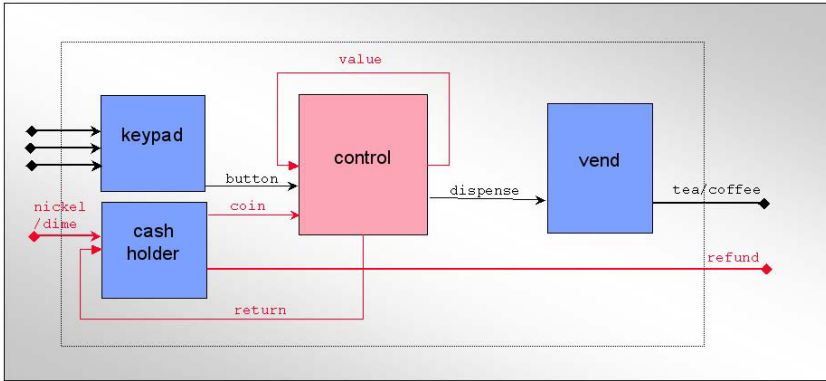 value
keypad
control
vend
button
dispense
tea/coffee
nickel
/dime
coin
cash
holder
refund
return